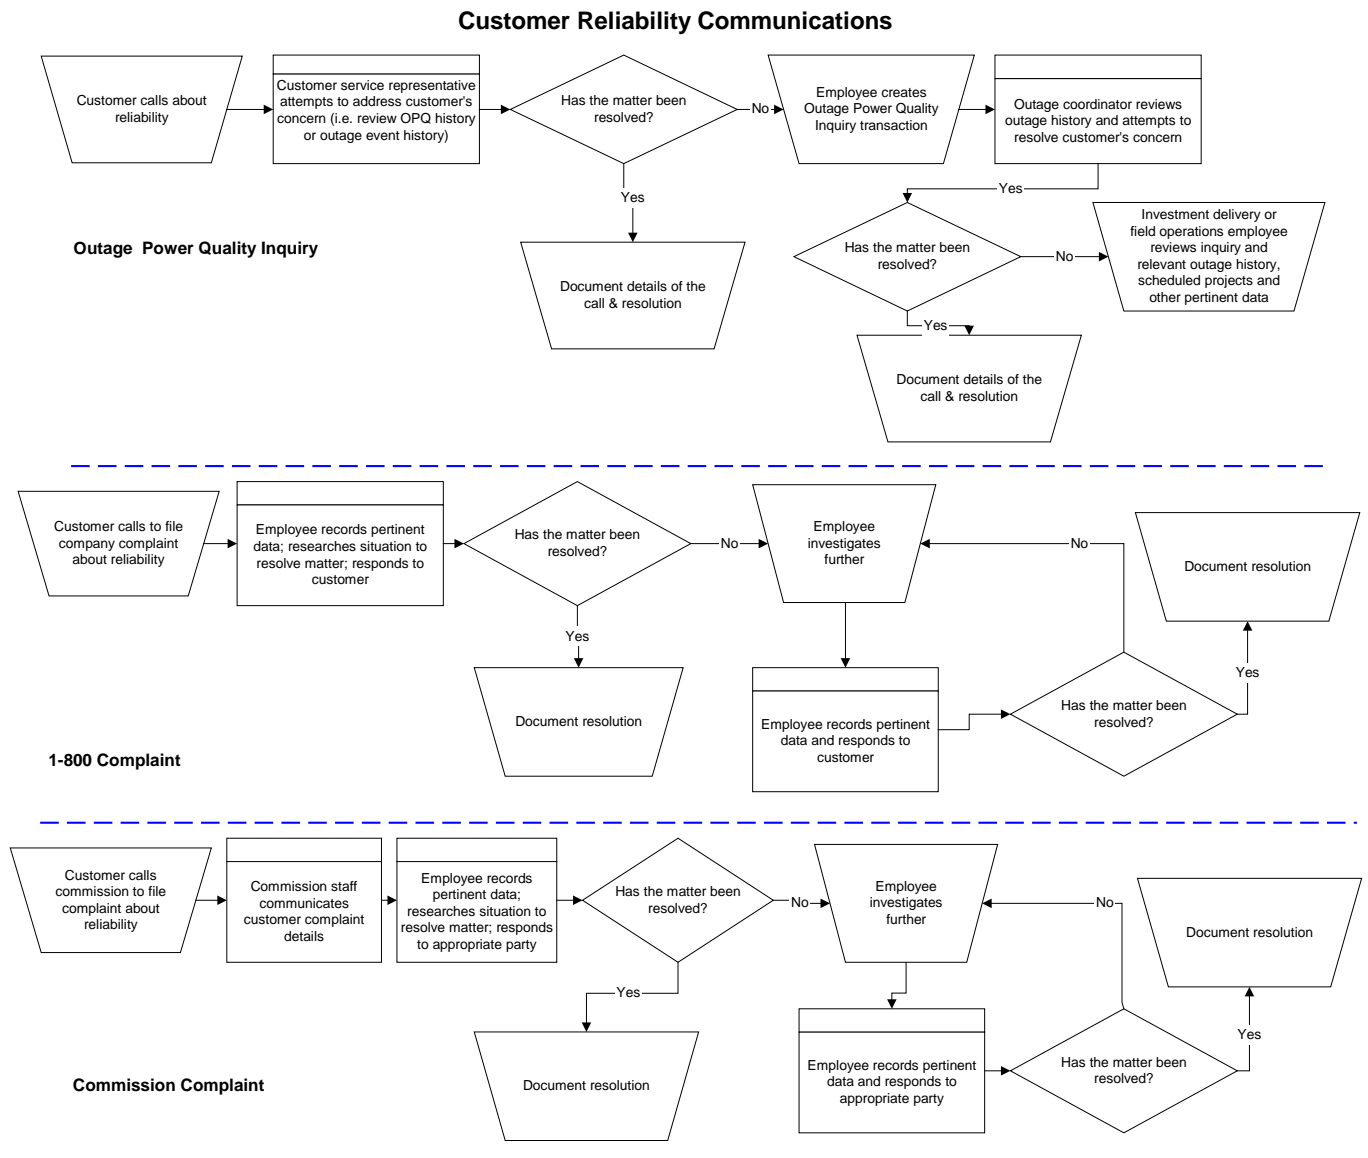 Customer Reliability Communications
Customer calls about
reliability
Customer service representative
attempts to address customer's
concern (i.e. review OPQ history
or outage event history)
Has the matter been
resolved?
No
Employee creates
Outage Power Quality
Inquiry transaction
Outage coordinator reviews
outage history and attempts to
resolve customer's concern
Yes
Yes
Has the matter been
resolved?
No
Investment delivery or
field operations employee
reviews inquiry and
relevant outage history,
scheduled projects and
other pertinent data
Outage Power Quality Inquiry
Document details of the
call & resolution
Yes
Document details of the
call & resolution
Customer calls to file
company complaint
about reliability
Employee records pertinent
data; researches situation to
resolve matter; responds to
customer
Has the matter been
resolved?
No
Employee
investigates
further
No
Document resolution
Yes
Document resolution
Employee records pertinent
data and responds to
customer
Has the matter been
resolved?
Yes
1-800 Complaint
Customer calls
commission to file
complaint about
reliability
Commission staff
communicates
customer complaint
details
Employee records
pertinent data;
researches situation to
resolve matter; responds
to appropriate party
Has the matter been
resolved?
No
Employee
investigates
further
No
Document resolution
Yes
Document resolution
Employee records pertinent
data and responds to
appropriate party
Has the matter been
resolved?
Yes
Commission Complaint